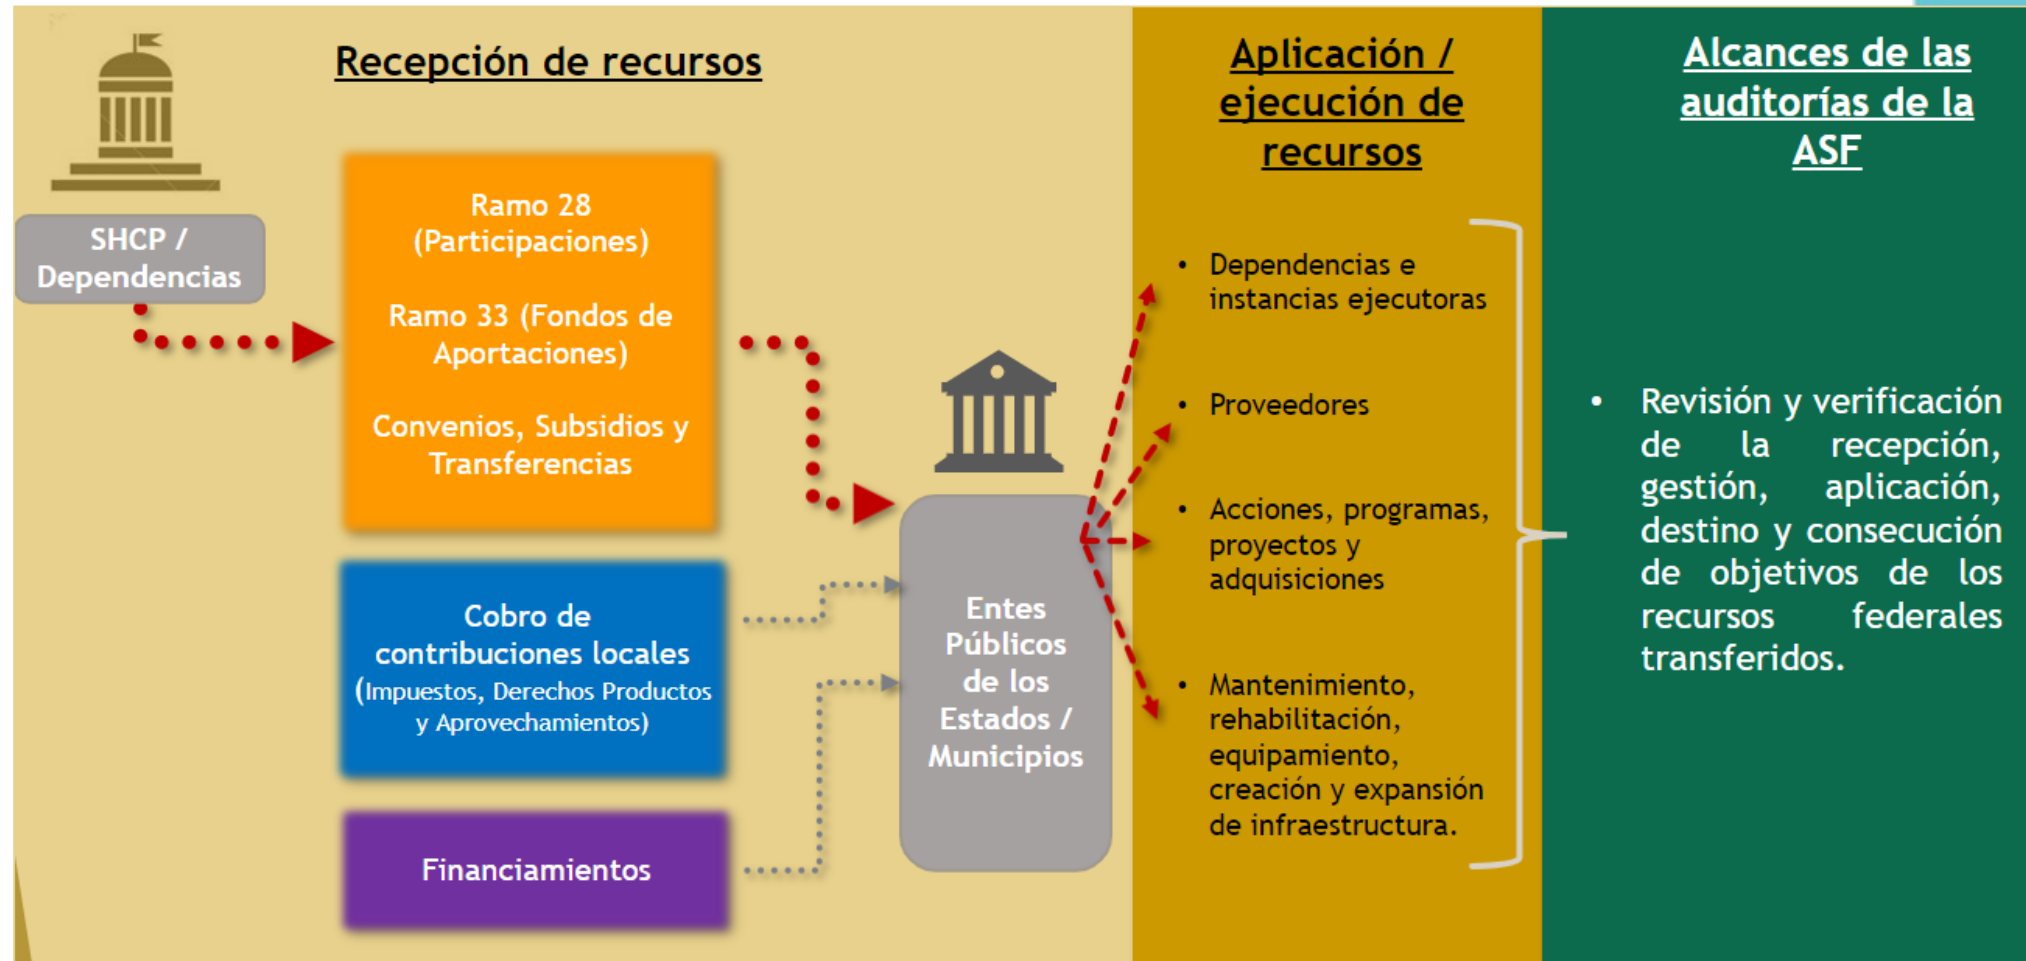 Recepción de recursos
SHCP /
Dependencias
Ramo 28
(Participaciones)
Ramo 33 (Fondos de
Aportaciones)
Convenios, Subsidios y
Transferencias
Cobro de
contribuciones locales
(Impuestos, Derechos Productos
y Aprovechamientos)
Financiamientos
Entes
Públicos
de los
Estados /
Municipios
Aplicación /
ejecución de
recursos
• Dependencias e
instancias ejecutoras
• Proveedores
• Acciones, programas,
proyectos y
adquisiciones
• Mantenimiento,
rehabilitación,
equipamiento,
creación y expansión
de infraestructura.
Alcances de las
auditorías de la
ASF
• Revisión y verificación
de la recepción,
gestión, aplicación,
destino y consecución
de objetivos de los
recursos federales
transferidos.